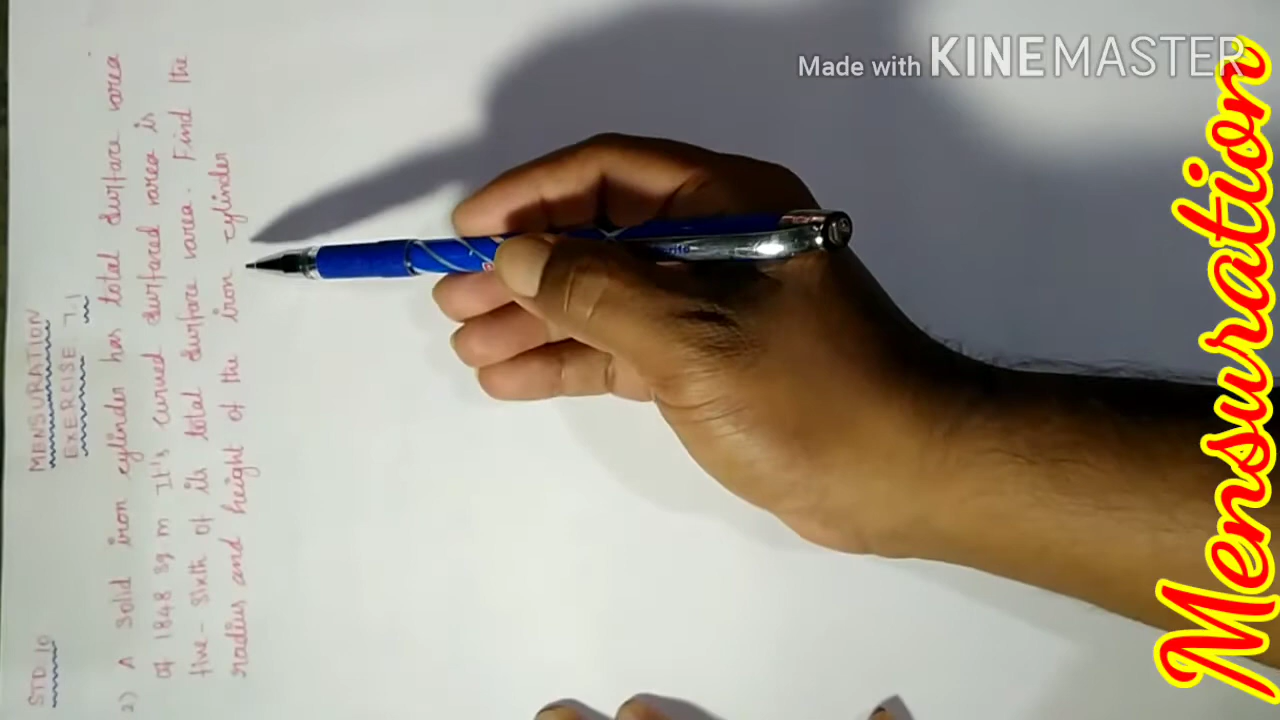 STD 10
MENSURATION
EXERCISE 7.1
2) A solid iron cylinder has total surface area
of 1848 sq m It's curved surfared area is
five-sixth of its total surface area. Find the
radius and height of the iron cylinder
Made with KINEMASTER
Mensuration